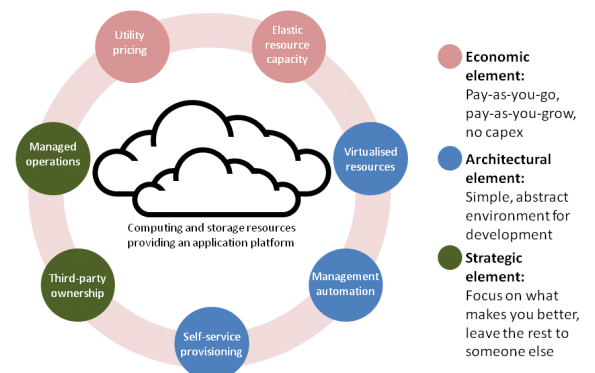 Utility
pricing
Elastic
resource
capacity
Managed
operations
Virtualised
resources
Computing and storage resources
providing an application platform
Third-party
ownership
Management
automation
Self-service
provisioning
Economic
element:
Pay-as-you-go,
pay-as-you-grow,
no capex
Architectural
element:
Simple, abstract
environment for
development
Strategic
element:
Focus on what
makes you better,
leave the rest to
someone else